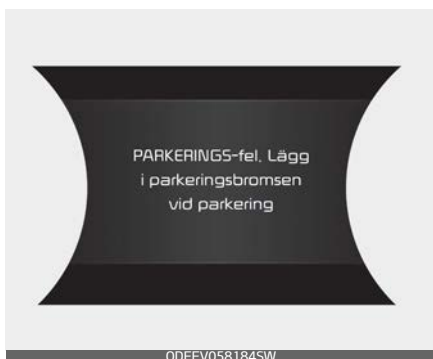 PARKERINGS-fel. Lägg
i parkeringsbromsen
vid parkering
ODEEV058184SW